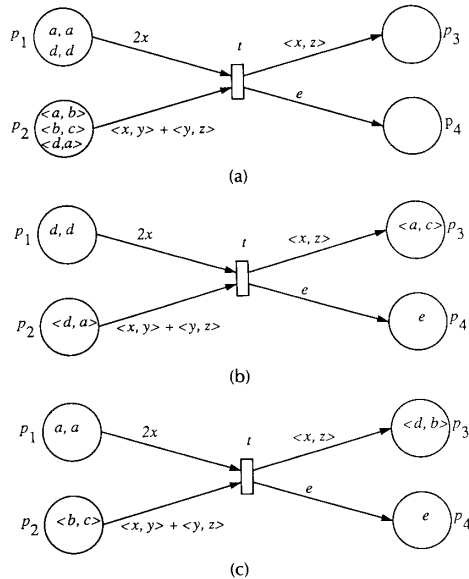 p1
a, a
d, d
2x
t
<x, z>
p3
p2
<a, b>
<b, c>
<d,a>
<x, y> + <y, z>
e
p4
(a)
p1
d, d
2x
t
<x, z>
<a, c>
p3
p2
<d, a>
<x, y> + <y, z>
e
e
p4
(b)
p1
a, a
2x
t
<x, z>
<d, b>
p3
p2
<b, c>
<x, y> + <y, z>
e
e
p4
(c)